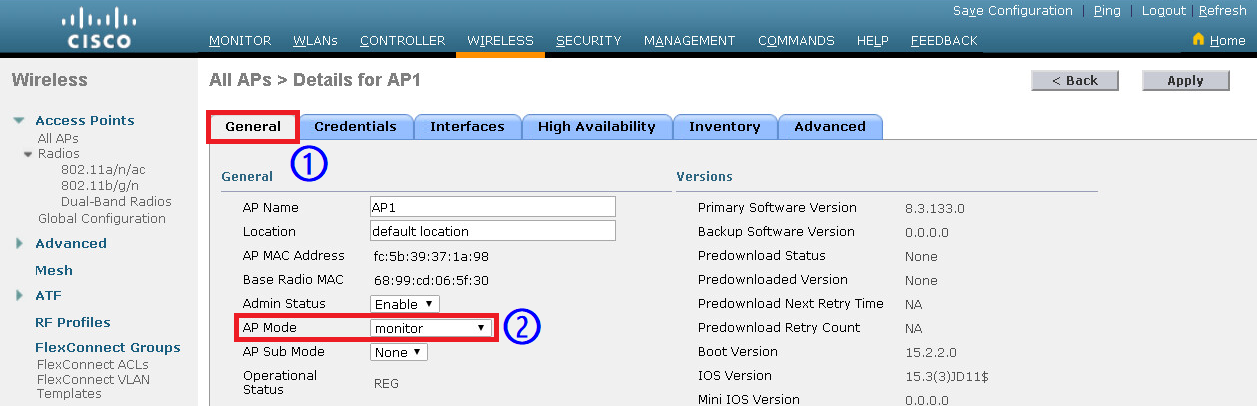 Save Configuration | Ping | Logout | Refresh
CISCO
MONITOR WLANs CONTROLLER WIRELESS SECURITY MANAGEMENT COMMANDS HELP FEEDBACK Home
Wireless
Access Points
All APs
Radios
802.11a/n/ac
802.11b/g/n
Dual-Band Radios
Global Configuration
Advanced
Mesh
ATF
RF Profiles
FlexConnect Groups
FlexConnect ACLs
FlexConnect VLAN
Templates
All APs > Details for AP1
< Back Apply
General Credentials Interfaces High Availability Inventory Advanced
1
General
AP Name AP1
Location default location
AP MAC Address fc:5b:39:37:1a:98
Base Radio MAC 68:99:cd:06:5f:30
Admin Status Enable
AP Mode monitor
2
AP Sub Mode None
Operational
Status REG
Versions
Primary Software Version 8.3.133.0
Backup Software Version 0.0.0.0
Predownload Status None
Predownloaded Version None
Predownload Next Retry Time NA
Predownload Retry Count NA
Boot Version 15.2.2.0
IOS Version 15.3(3)JD11$
Mini IOS Version 0.0.0.0